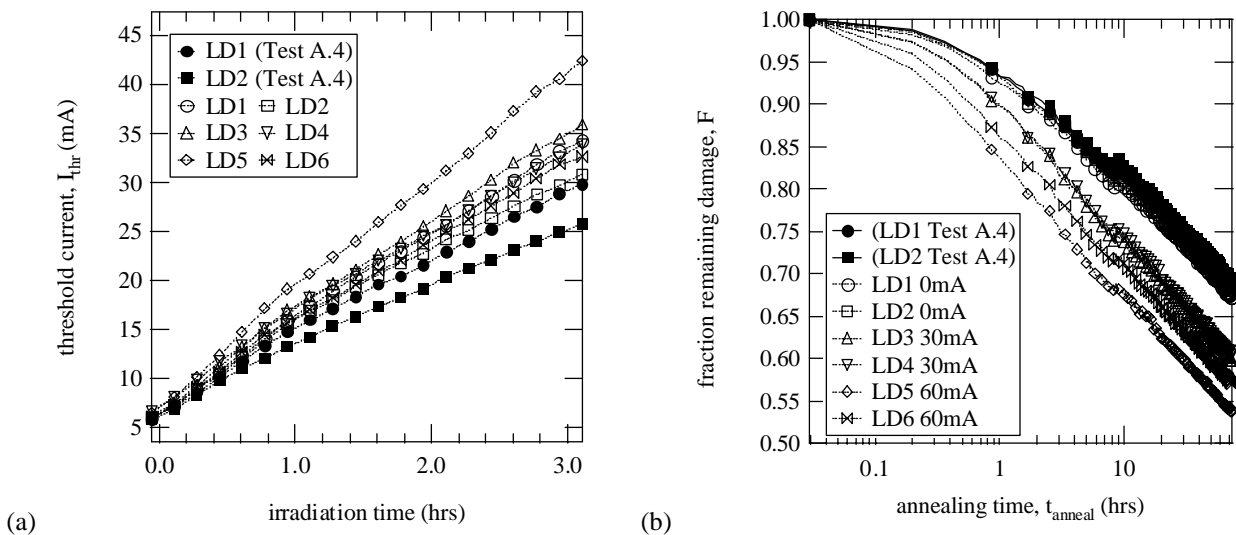 threshold current, I_thr (mA)
45
40
35
30
25
20
15
10
5
LD1 (Test A.4)
LD2 (Test A.4)
LD1 LD2
LD3 LD4
LD5 LD6
0.0 1.0 2.0 3.0
irradiation time (hrs)
(a)
fraction remaining damage, F
1.00
0.95
0.90
0.85
0.80
0.75
0.70
0.65
0.60
0.55
0.50
(LD1 Test A.4)
(LD2 Test A.4)
LD1 0mA
LD2 0mA
LD3 30mA
LD4 30mA
LD5 60mA
LD6 60mA
0.1 1 10
annealing time, t_anneal (hrs)
(b)